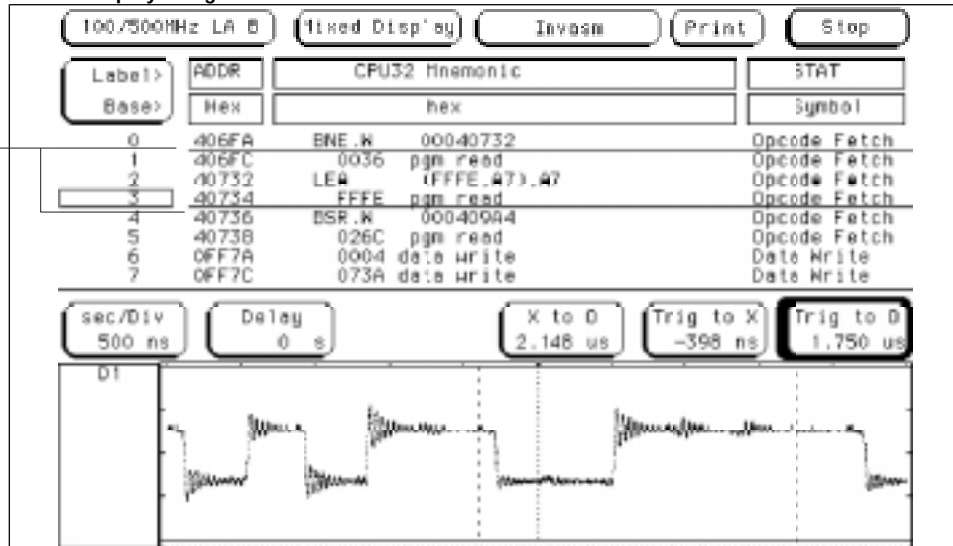 100/500MHz LA B Mixed Display Invasm Print Stop
Label> ADDR CPU32 Mnemonic STAT
Base> Hex hex Symbol
0 406FA BNE.W 00040732 Opcode Fetch
1 406FC 0036 pgm read Opcode Fetch
2 40732 LEA (FFFE,A7),A7 Opcode Fetch
3 40734 FFFE pgm read Opcode Fetch
4 40736 BSR.W 000409A4 Opcode Fetch
5 40738 026C pgm read Opcode Fetch
6 0FF7A 0004 data write Data Write
7 0FF7C 073A data write Data Write
sec/Div Delay X to O Trig to X Trig to O
500 ns 0 s 2.148 us -398 ns 1.750 us
D1